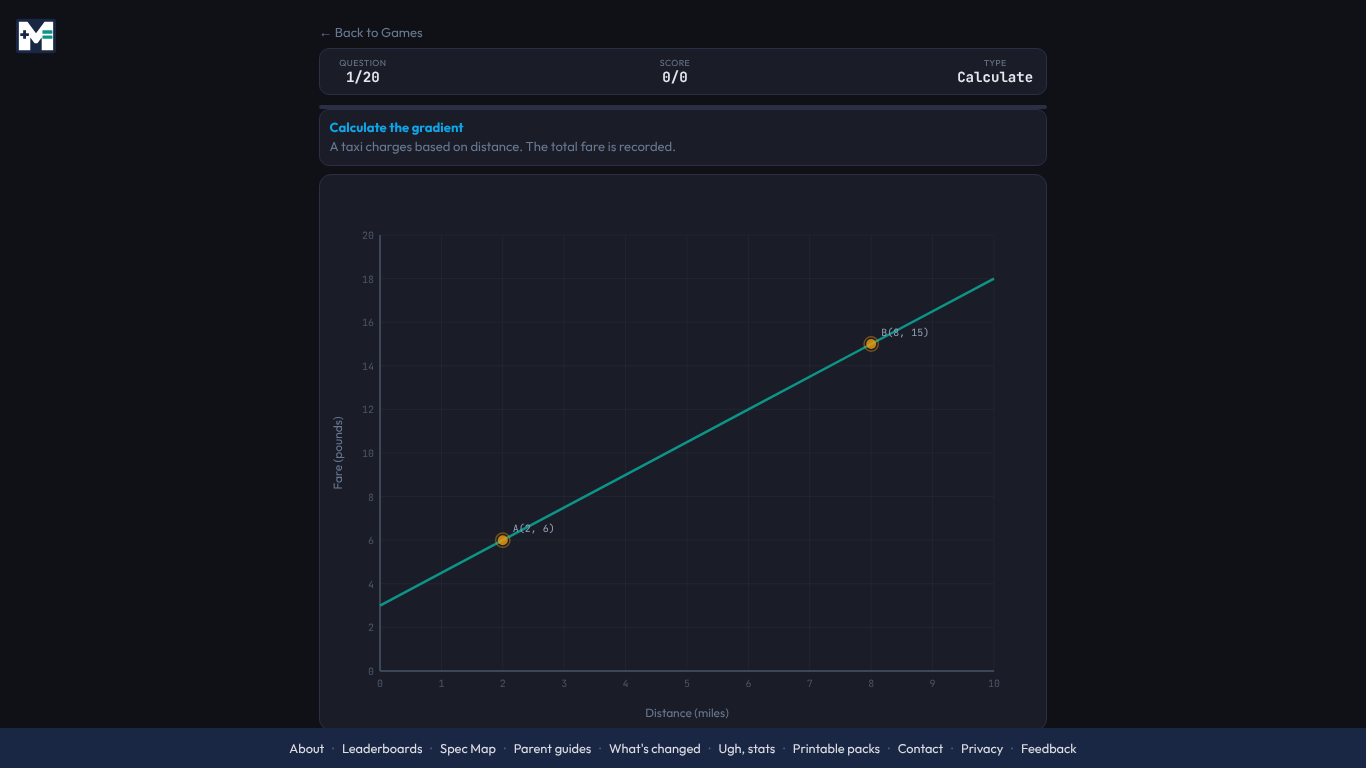 ← Back to Games
QUESTION
1/20
SCORE
0/0
TYPE
Calculate
Calculate the gradient
A taxi charges based on distance. The total fare is recorded.
20
18
16
14
12
10
8
6
4
2
0
Fare (pounds)
B(8, 15)
A(2, 6)
0 1 2 3 4 5 6 7 8 9 10
Distance (miles)
About · Leaderboards · Spec Map · Parent guides · What's changed · Ugh, stats · Printable packs · Contact · Privacy · Feedback